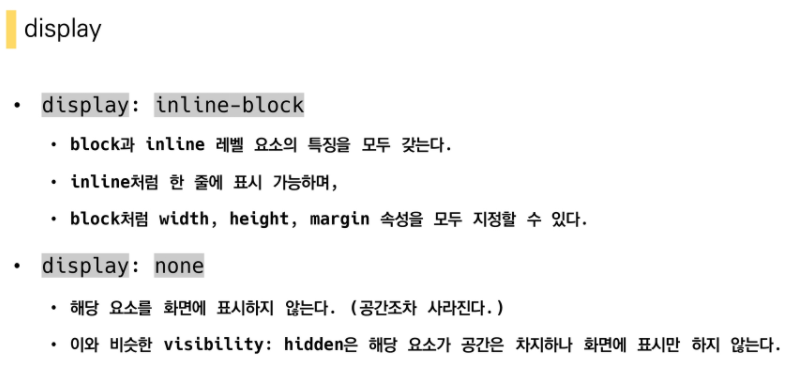 display
• display: inline-block
• block과 inline 레벨 요소의 특징을 모두 갖는다.
• inline처럼 한 줄에 표시 가능하며,
• block처럼 width, height, margin 속성을 모두 지정할 수 있다.
• display: none
• 해당 요소를 화면에 표시하지 않는다. (공간조차 사라진다.)
• 이와 비슷한 visibility: hidden은 해당 요소가 공간은 차지하나 화면에 표시만 하지 않는다.